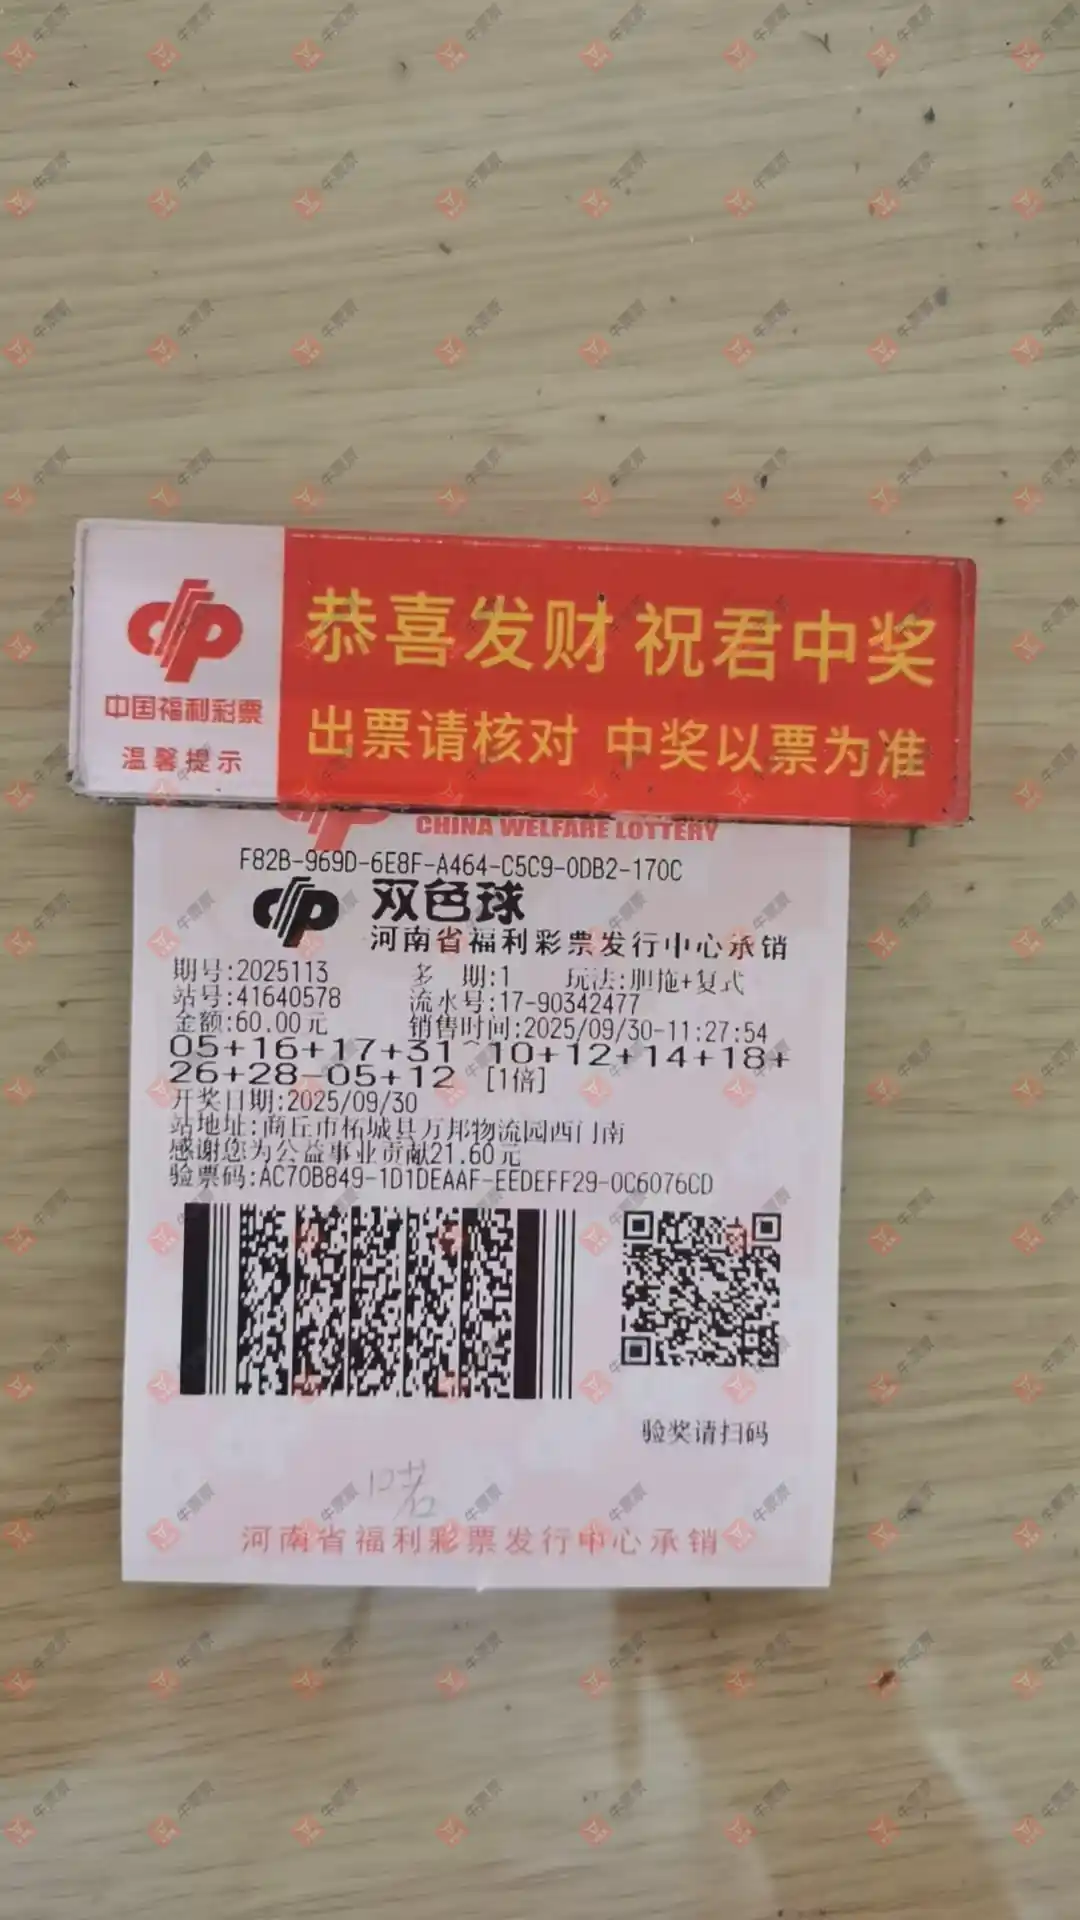 恭喜发财 祝君中奖
出票请核对 中奖以票为准
中国福利彩票
温馨提示
CHINA WELFARE LOTTERY
F82B-969D-6E8F-A464-C5C9-0DB2-170C
双色球
河南省福利彩票发行中心承销
期号:2025113 多 期:1 玩法:胆拖+复式
站号:41640578 流水号:17-90342477
金额:60.00元 销售时间:2025/09/30-11:27:54
05+16+17+31~10+12+14+18+
26+28-05+12 [1倍]
开奖日期:2025/09/30
站地址:商丘市柘城县万邦物流园西门南
感谢您为公益事业贡献21.60元
验票码:AC70B849-1D1DEAAF-EEDEFF29-0C6076CD
验奖请扫码
河南省福利彩票发行中心承销
牛票票